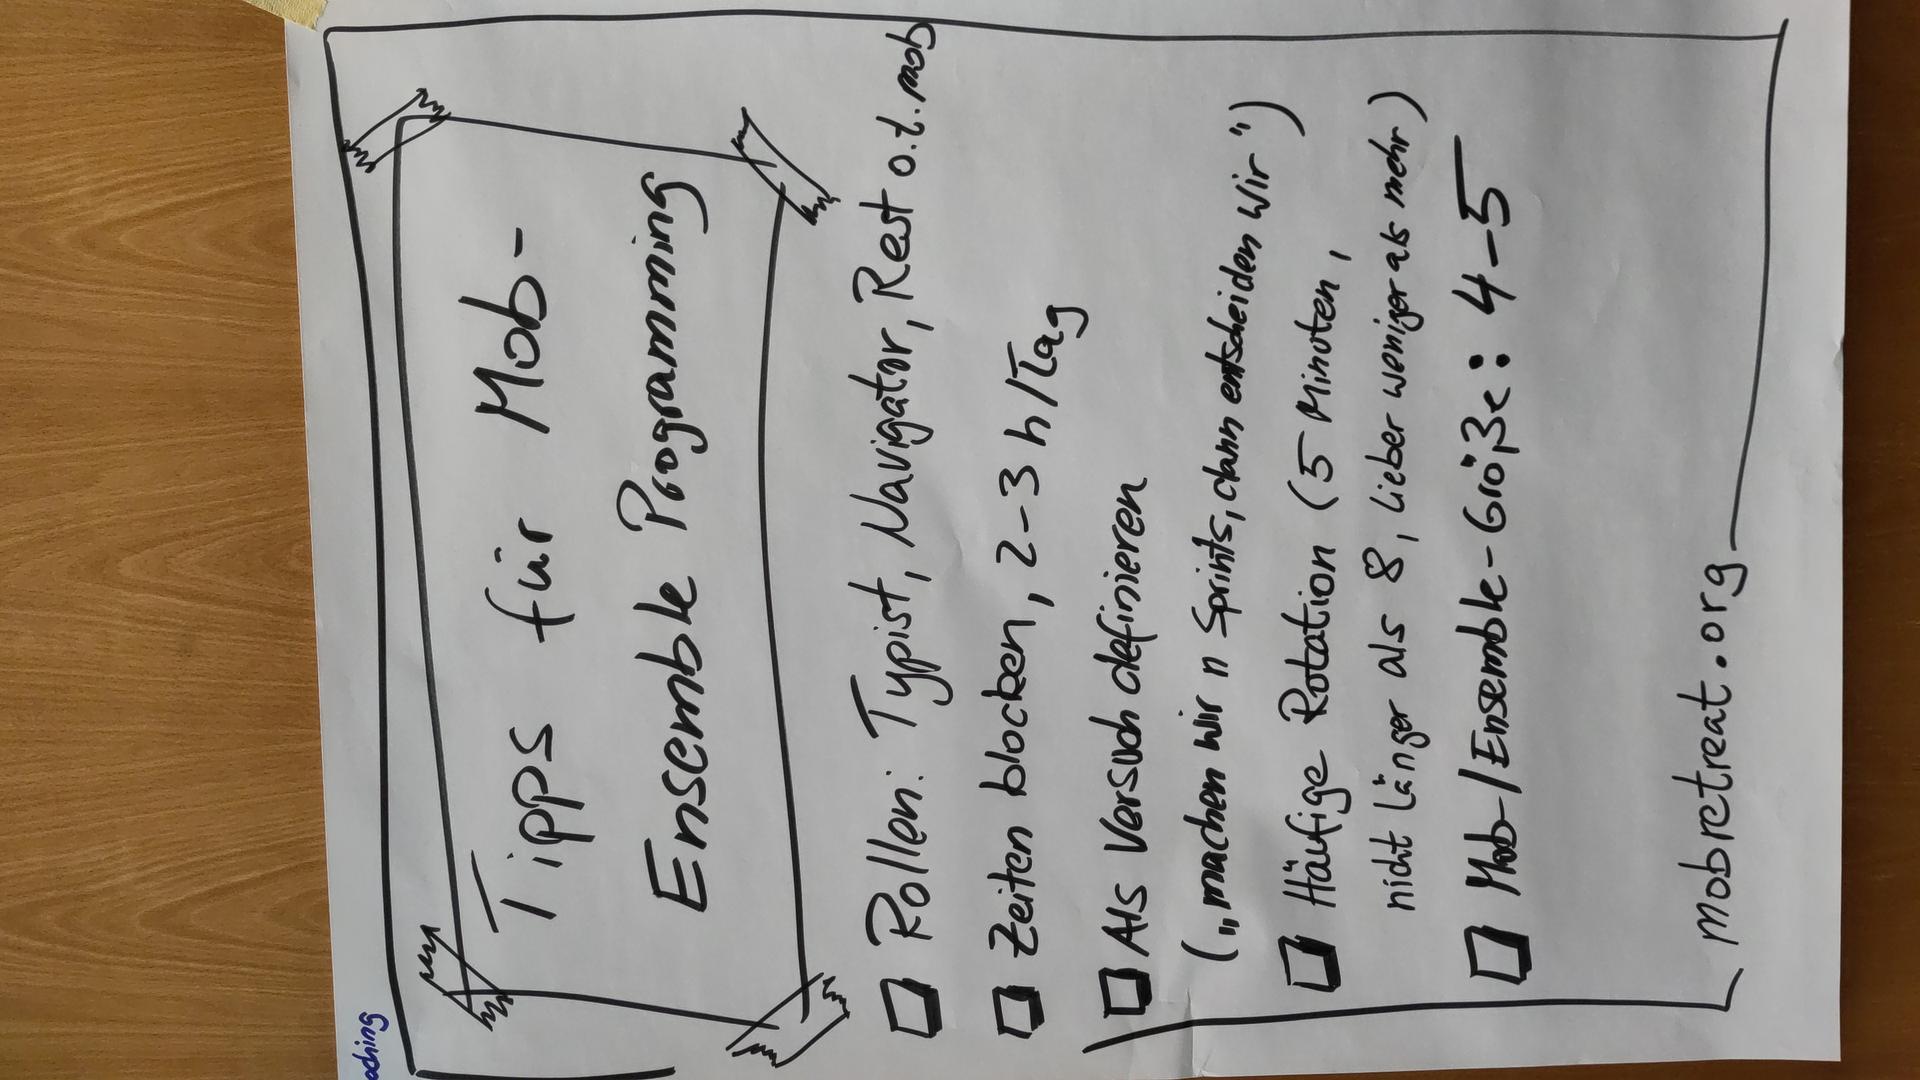 oching
Tipps für Mob-
Ensemble Programming
Rollen: Typist, Navigator, Rest o.t. mob
Zeiten blocken, 2-3 h/Tag
Als Versuch definieren
(„machen wir n Sprints, dann entscheiden wir")
Häufige Rotation (5 Minuten,
nicht länger als 8, lieber weniger als mehr)
Mob-/Ensemble-Größe: 4-5
mobretreat.org